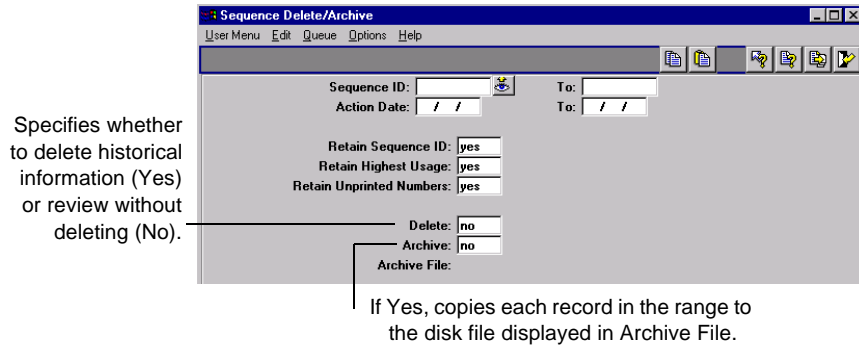 Sequence Delete/Archive
User Menu Edit Queue Options Help
Sequence ID: To:
Action Date: / / To: / /
Retain Sequence ID: yes
Retain Highest Usage: yes
Retain Unprinted Numbers: yes
Delete: no
Archive: no
Archive File:
Specifies whether
to delete historical
information (Yes)
or review without
deleting (No).
If Yes, copies each record in the range to
the disk file displayed in Archive File.